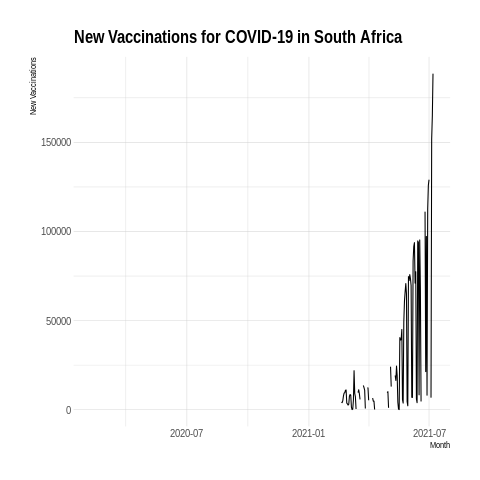 New Vaccinations for COVID-19 in South Africa
New Vaccinations
150000
100000
50000
0
2020-07
2021-01
2021-07
Month